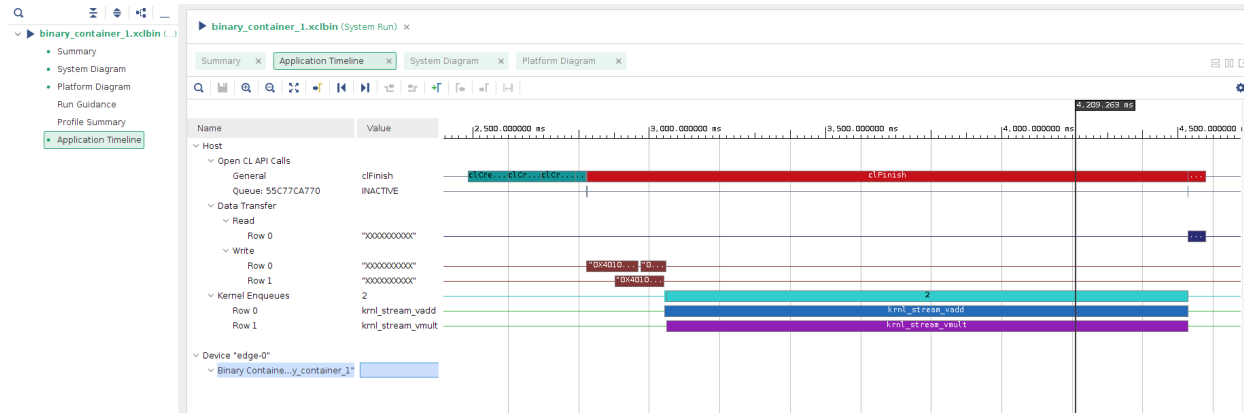 binary_container_1.xclbin (...)
Summary
System Diagram
Platform Diagram
Run Guidance
Profile Summary
Application Timeline
binary_container_1.xclbin (System Run) ×
Summary × Application Timeline × System Diagram × Platform Diagram ×
4,209.263 ms
Name Value 2,500.000000 ms 3,000.000000 ms 3,500.000000 ms 4,000.000000 ms 4,500.000000
Host
Open CL API Calls
General clFinish clCre...clCr...clCr..... clFinish ...
Queue: 55C77CA770 INACTIVE
Data Transfer
Read
Row 0 "XXXXXXXXXX" ...
Write
Row 0 "XXXXXXXXXX" "0X4010... "0...
Row 1 "XXXXXXXXXX" "0X4010...
Kernel Enqueues 2 2
Row 0 krnl_stream_vadd krnl_stream_vadd
Row 1 krnl_stream_vmult krnl_stream_vmult
Device "edge-0"
Binary Containe...y_container_1"